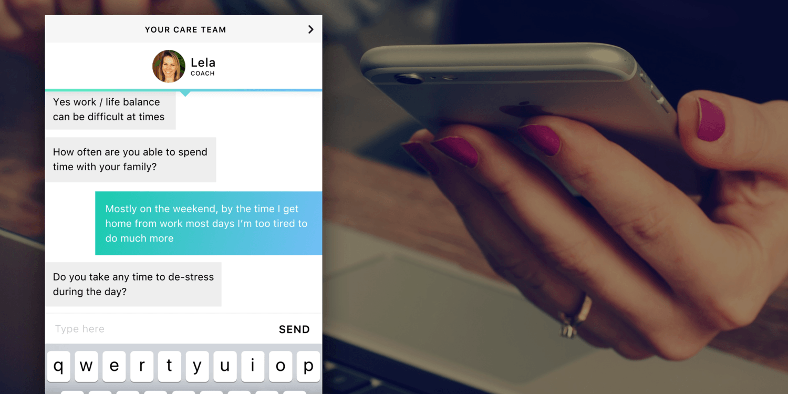 YOUR CARE TEAM
Lela
COACH
Yes work / life balance
can be difficult at times
How often are you able to spend
time with your family?
Mostly on the weekend, by the time I get
home from work most days I'm too tired to
do much more
Do you take any time to de-stress
during the day?
Type here
SEND
q w e r t y u i o p